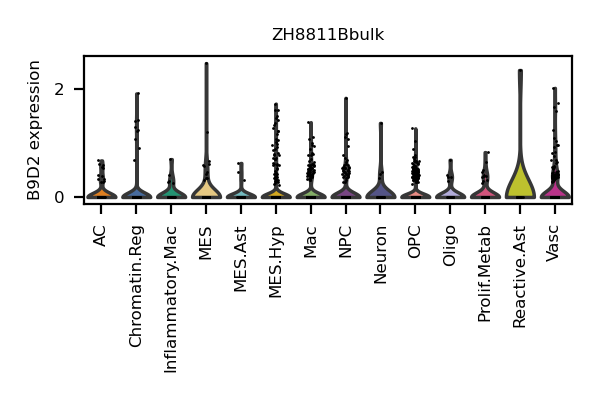 ZH8811Bbulk
B9D2 expression
2
0
AC
Chromatin.Reg
Inflammatory.Mac
MES
MES.Ast
MES.Hyp
Mac
NPC
Neuron
OPC
Oligo
Prolif.Metab
Reactive.Ast
Vasc